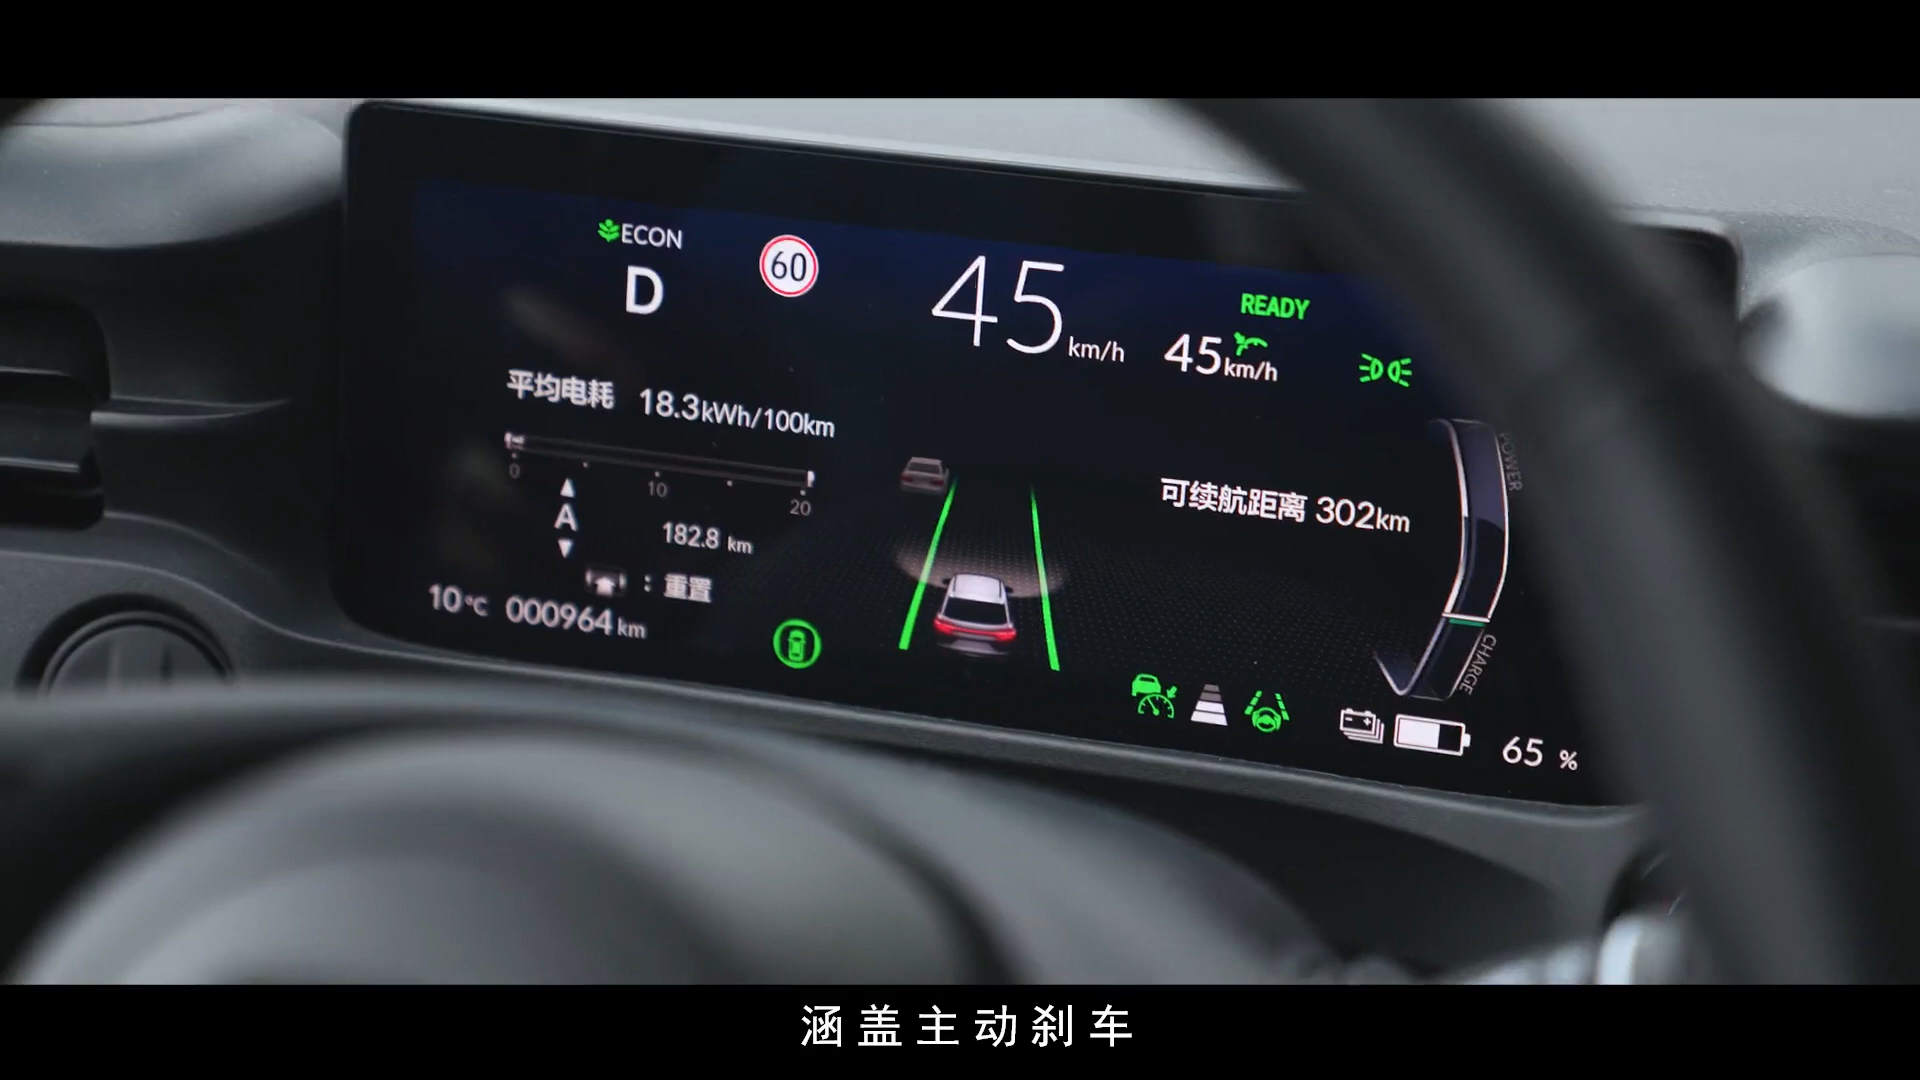 ECON
D
60
45 km/h
READY
45 km/h
平均电耗 18.3kWh/100km
0 10 20
A
182.8 km
: 重置
10°C 000964 km
可续航距离 302km
POWER
CHARGE
65 %
涵盖主动刹车